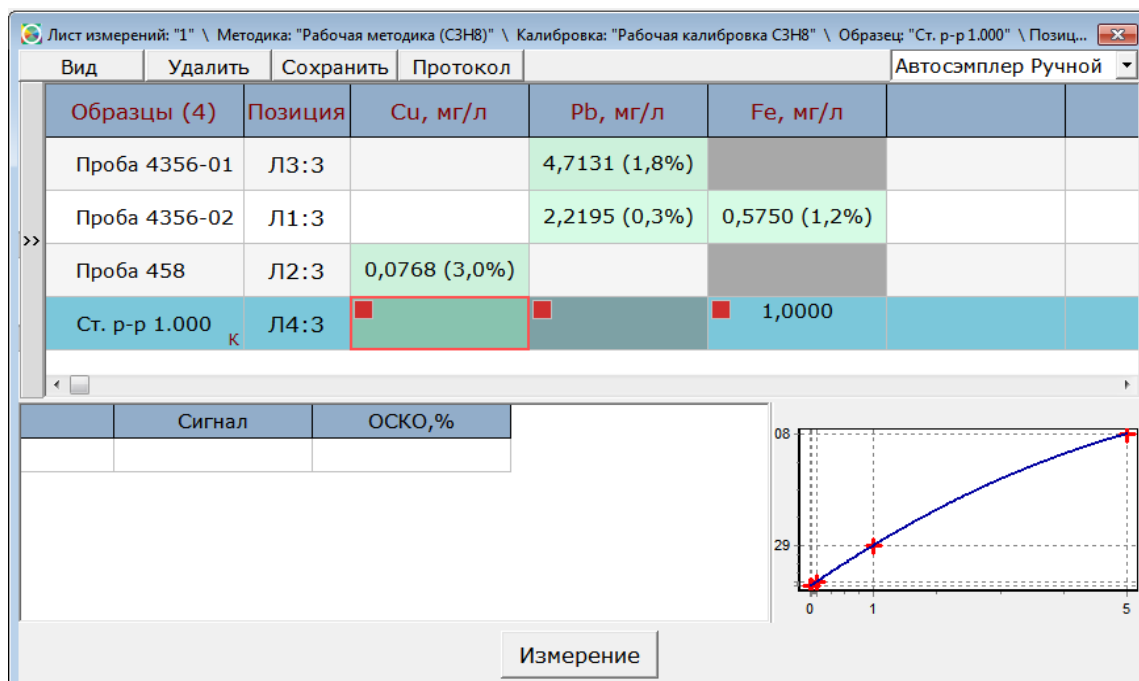 Лист измерений: "1" \ Методика: "Рабочая методика (СЗН8)" \ Калибровка: "Рабочая калибровка СЗН8" \ Образец: "Ст. р-р 1.000" \ Позиц...
Вид Удалить Сохранить Протокол Автосэмплер Ручной
Образцы (4) Позиция Cu, мг/л Pb, мг/л Fe, мг/л
Проба 4356-01 Л3:3 4,7131 (1,8%)
>> Проба 4356-02 Л1:3 2,2195 (0,3%) 0,5750 (1,2%)
Проба 458 Л2:3 0,0768 (3,0%)
Ст. р-р 1.000 К Л4:3 1,0000
Сигнал ОСКО,%
08
29
0 1 5
Измерение